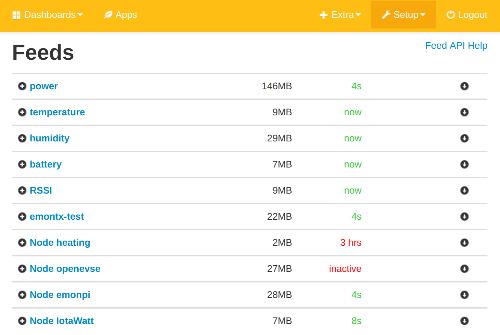 Dashboards Apps Extra Setup Logout
Feeds Feed API Help
power 146MB 4s
temperature 9MB now
humidity 29MB now
battery 7MB now
RSSI 9MB now
emontx-test 22MB 4s
Node heating 2MB 3 hrs
Node openevse 27MB inactive
Node emonpi 28MB 4s
Node IotaWatt 7MB 8s